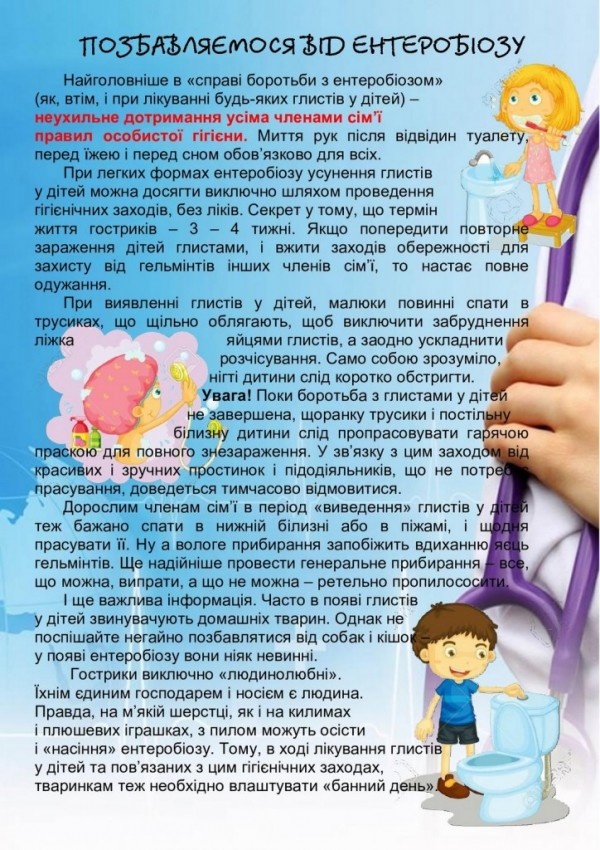 ПОЗБАВЛЯЄМОСЯ ВІД ЕНТЕРОБІОЗУ
Найголовніше в «справі боротьби з ентеробіозом»
(як, втім, і при лікуванні будь-яких глистів у дітей) –
неухильне дотримання усіма членами сім’ї
правил особистої гігієни. Миття рук після відвідин туалету,
перед їжею і перед сном обов’язково для всіх.
При легких формах ентеробіозу усунення глистів
у дітей можна досягти виключно шляхом проведення
гігієнічних заходів, без ліків. Секрет у тому, що термін
життя гостриків – 3 – 4 тижні. Якщо попередити повторне
зараження дітей глистами, і вжити заходів обережності для
захисту від гельмінтів інших членів сім’ї, то настає повне
одужання.
При виявленні глистів у дітей, малюки повинні спати в
трусиках, що щільно облягають, щоб виключити забруднення
ліжка яйцями глистів, а заодно ускладнити
розчісування. Само собою зрозуміло,
нігті дитини слід коротко обстригти.
Увага! Поки боротьба з глистами у дітей
не завершена, щоранку трусики і постільну
білизну дитини слід пропрасовувати гарячою
праскою для повного знезараження. У зв’язку з цим заходом від
красивих і зручних простинок і підодіяльників, що не потребує
прасування, доведеться тимчасово відмовитися.
Дорослим членам сім’ї в період «виведення» глистів у дітей
теж бажано спати в нижній білизні або в піжамі, і щодня
прасувати її. Ну а вологе прибирання запобіжить вдиханню яєць
гельмінтів. Ще надійніше провести генеральне прибирання – все,
що можна, випрати, а що не можна – ретельно пропилососити.
І ще важлива інформація. Часто в появі глистів
у дітей звинувачують домашніх тварин. Однак не
поспішайте негайно позбавлятися від собак і кішок –
у появі ентеробіозу вони ніяк невинні.
Гострики виключно «людинолюбні».
Їхнім єдиним господарем і носієм є людина.
Правда, на м’якій шерстці, як і на килимах
і плюшевих іграшках, з пилом можуть осісти
і «насіння» ентеробіозу. Тому, в ході лікування глистів
у дітей та пов’язаних з цим гігієнічних заходах,
тваринкам теж необхідно влаштувати «банний день».